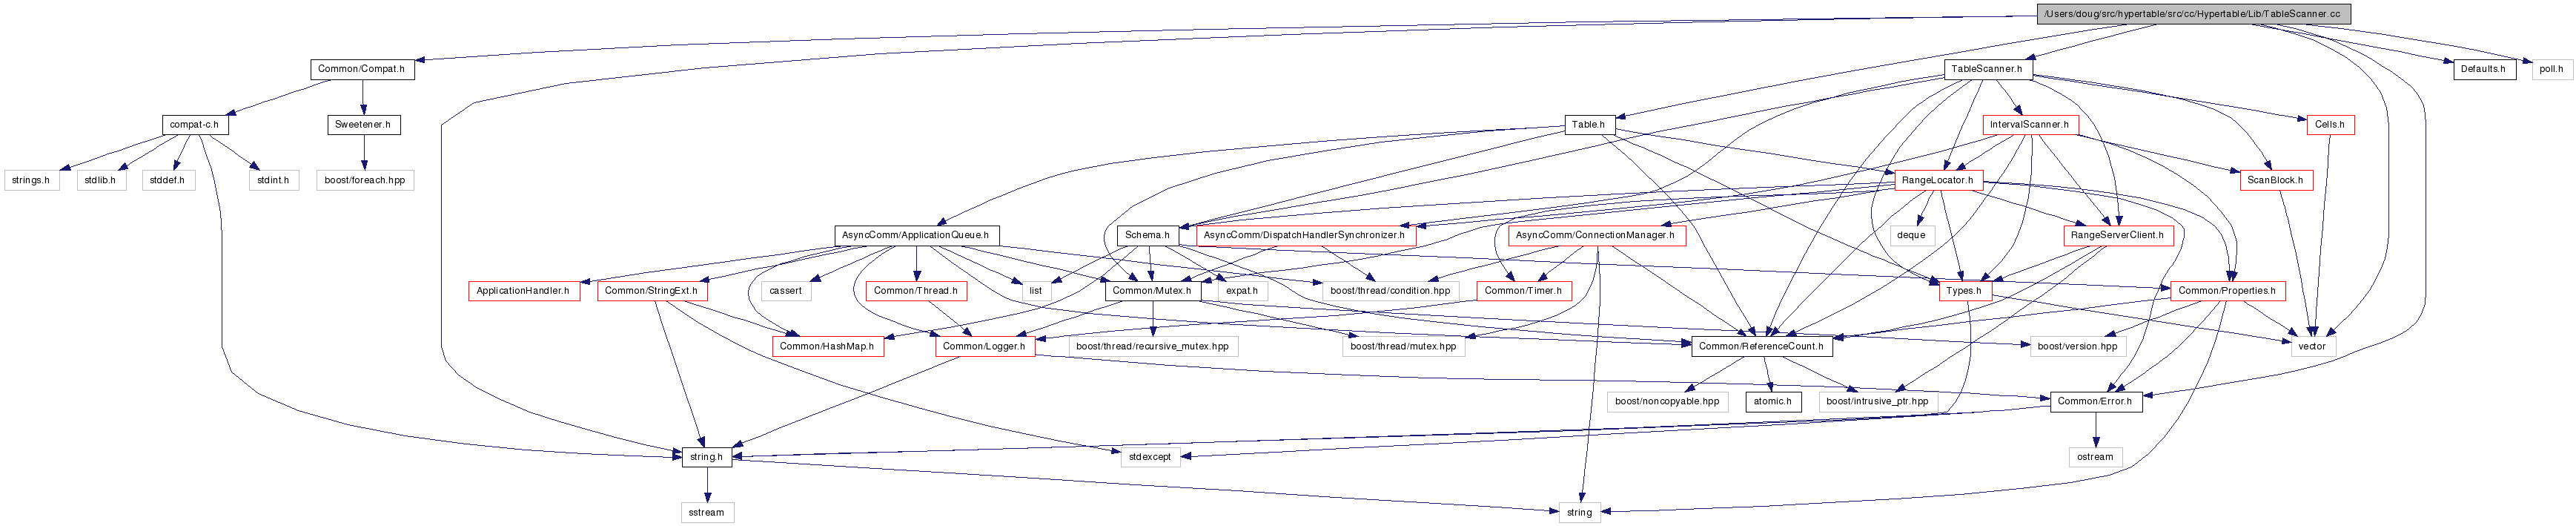 /Users/doug/src/hypertable/src/cc/Hypertable/Lib/TableScanner.cc
Common/Compat.h
TableScanner.h
Defaults.h
poll.h
compat-c.h
Sweetener.h
Table.h
IntervalScanner.h
Cells.h
strings.h
stdlib.h
stddef.h
stdint.h
boost/foreach.hpp
RangeLocator.h
ScanBlock.h
AsyncComm/ApplicationQueue.h
Schema.h
AsyncComm/DispatchHandlerSynchronizer.h
AsyncComm/ConnectionManager.h
deque
RangeServerClient.h
ApplicationHandler.h
Common/StringExt.h
cassert
Common/Thread.h
list
Common/Mutex.h
expat.h
boost/thread/condition.hpp
Common/Timer.h
Types.h
Common/Properties.h
Common/HashMap.h
Common/Logger.h
boost/thread/recursive_mutex.hpp
boost/thread/mutex.hpp
Common/ReferenceCount.h
boost/version.hpp
vector
boost/noncopyable.hpp
atomic.h
boost/intrusive_ptr.hpp
Common/Error.h
string.h
stdexcept
ostream
sstream
string